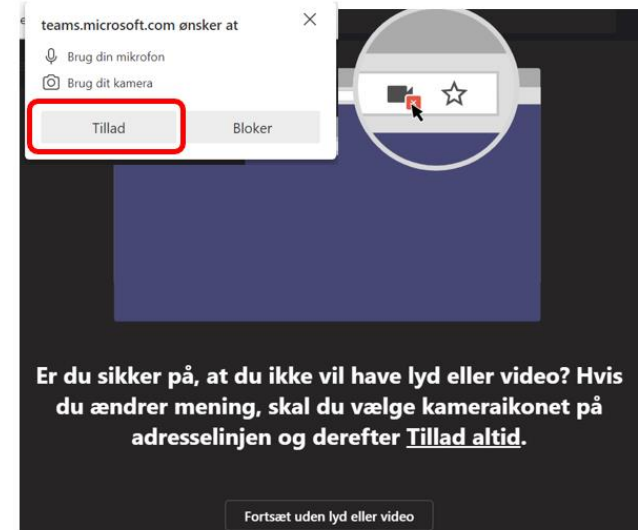 teams.microsoft.com ønsker at
Brug din mikrofon
Brug dit kamera
Tillad
Bloker
Er du sikker på, at du ikke vil have lyd eller video? Hvis
du ændrer mening, skal du vælge kameraikonet på
adresselinjen og derefter Tillad altid.
Fortsæt uden lyd eller video